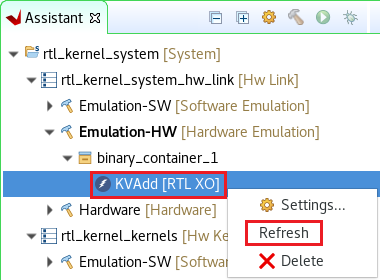 Assistant
rtl_kernel_system [System]
rtl_kernel_system_hw_link [Hw Link]
Emulation-SW [Software Emulation]
Emulation-HW [Hardware Emulation]
binary_container_1
KVAdd [RTL XO]
Settings...
Hardware [Hardware]
Refresh
rtl_kernel_kernels [Hw Ke
Delete
Emulation-SW [Software